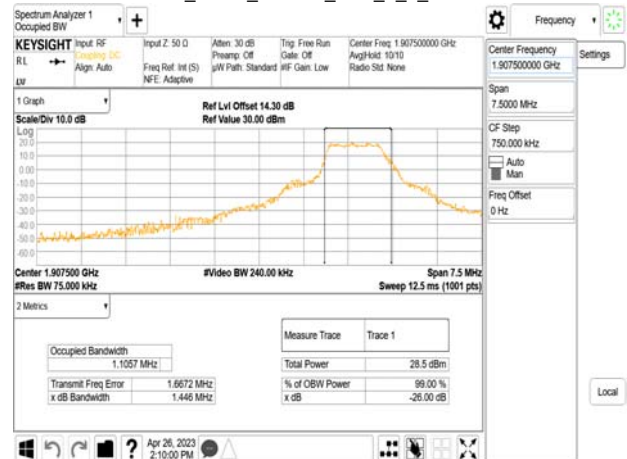 Spectrum Analyzer 1
Occupied BW
Frequency
KEYSIGHT
Input: RF
Input Z: 50 Ω
Atten: 30 dB
Trig: Free Run
Center Freq: 1.907500000 GHz
RL
Coupling: DC
Preamp: Off
Gate: Off
Avg|Hold: 10/10
Align: Auto
Freq Ref: Int (S)
µW Path: Standard
#IF Gain: Low
Radio Std: None
NFE: Adaptive
Center Frequency
1.907500000 GHz
Settings
Span
7.5000 MHz
CF Step
750.000 kHz
Auto
Man
Freq Offset
0 Hz
1 Graph
Ref Lvl Offset 14.30 dB
Scale/Div 10.0 dB
Ref Value 30.00 dBm
Log
20.0
10.0
0.00
-10.0
-20.0
-30.0
-40.0
-50.0
-60.0
Center 1.907500 GHz
#Video BW 240.00 kHz
Span 7.5 MHz
#Res BW 75.000 kHz
Sweep 12.5 ms (1001 pts)
2 Metrics
Measure Trace
Trace 1
Occupied Bandwidth
1.1057 MHz
Total Power
28.5 dBm
Transmit Freq Error
1.6672 MHz
% of OBW Power
99.00 %
x dB Bandwidth
1.446 MHz
x dB
-26.00 dB
Local
?
Apr 26, 2023
2:10:00 PM